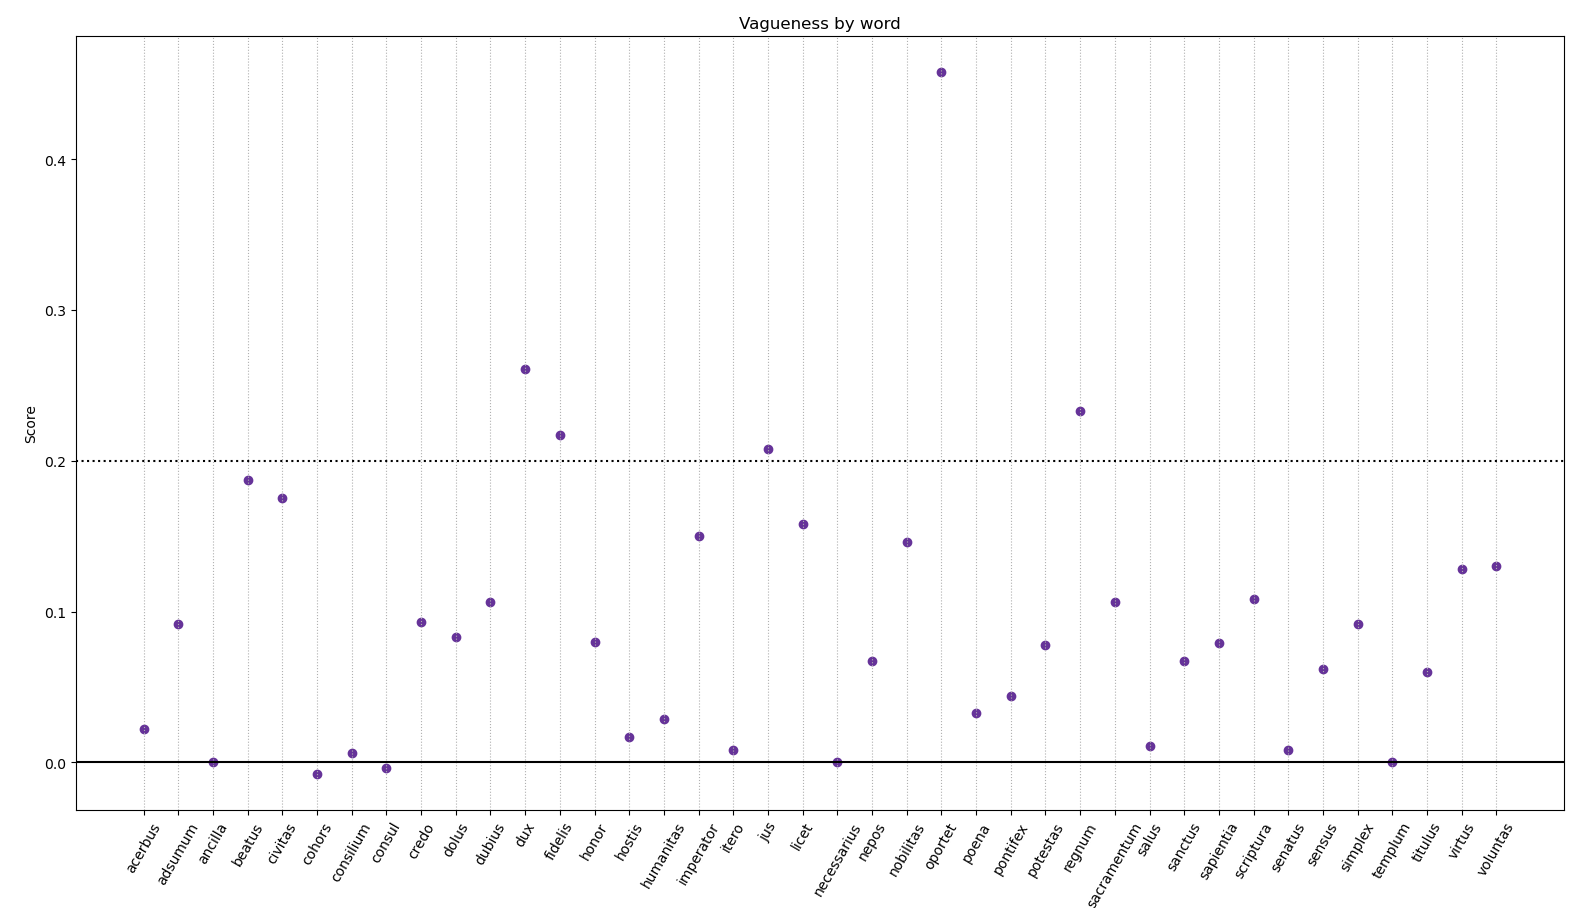 Vagueness by word
Score
0.4
0.3
0.2
0.1
0.0
acerbus
adsumum
ancilla
beatus
civitas
cohors
consilium
consul
credo
dolus
dubius
dux
fidelis
honor
hostis
humanitas
imperator
itero
jus
licet
necessarius
nepos
nobilitas
oportet
poena
pontifex
potestas
regnum
sacramentum
salus
sanctus
sapientia
scriptura
senatus
sensus
simplex
templum
titulus
virtus
voluntas